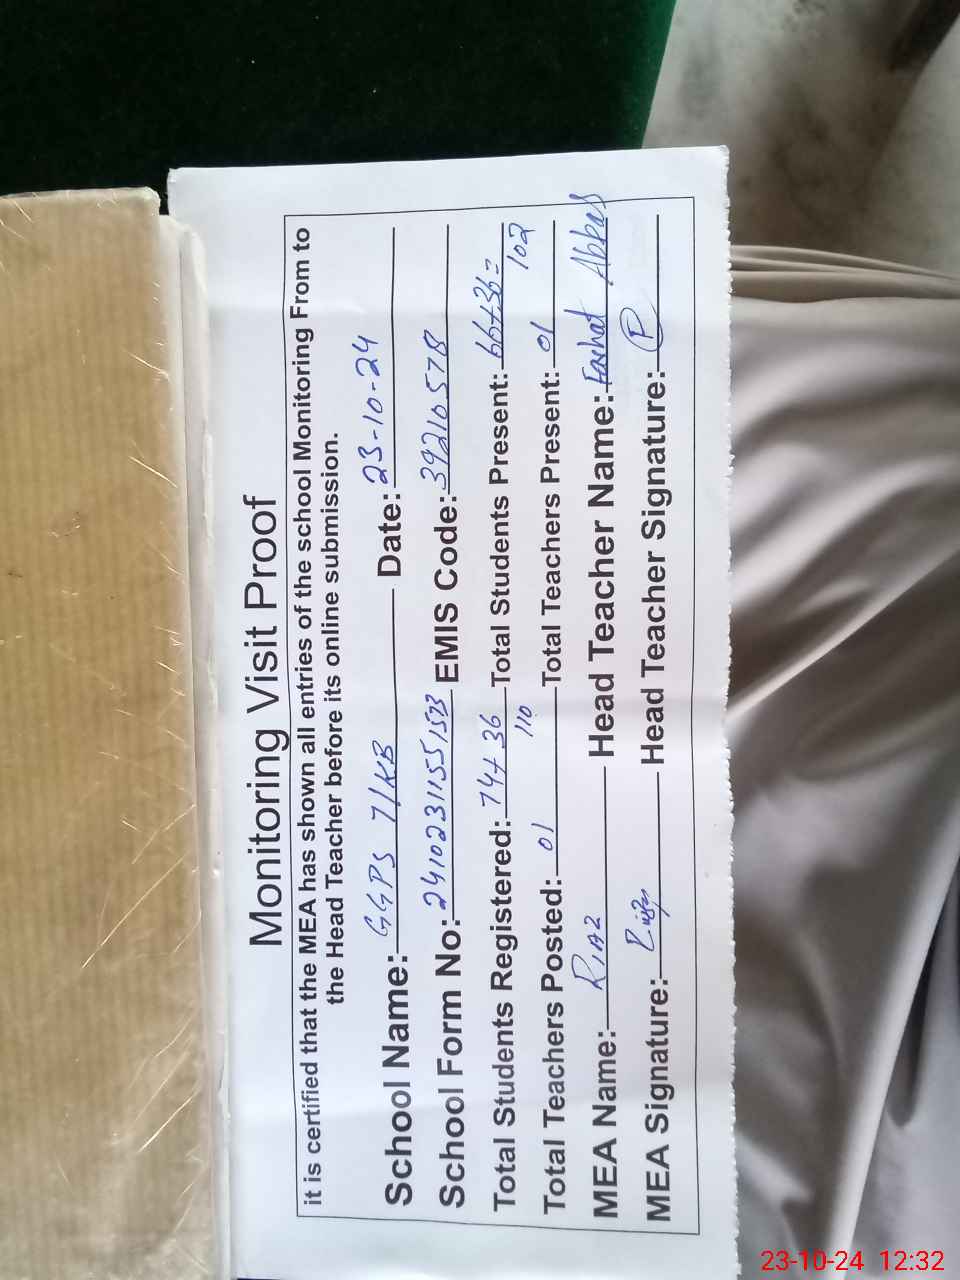 Monitoring Visit Proof
it is certified that the MEA has shown all entries of the school Monitoring From to
the Head Teacher before its online submission.
School Name: GGPS 71KB Date: 23-10-24
School Form No: 24102311551533 EMIS Code: 39210578
Total Students Registered: 74+36 110 Total Students Present: 66+36= 102
Total Teachers Posted: 01 Total Teachers Present: 01
MEA Name: Riaz Head Teacher Name: Farhat Abbas
MEA Signature: Head Teacher Signature:
23-10-24 12:32